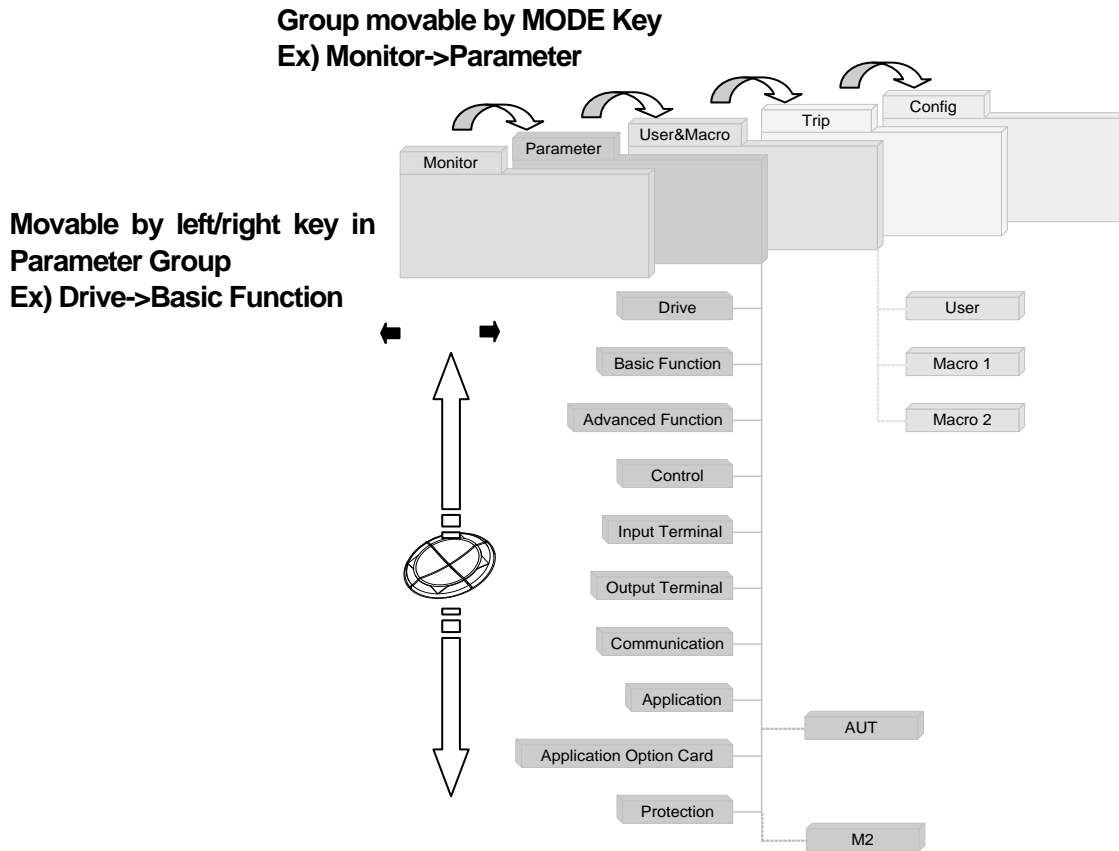 Group movable by MODE Key
Ex) Monitor->Parameter
Config
Trip
User&Macro
Parameter
Monitor
Movable by left/right key in
Parameter Group
Ex) Drive->Basic Function
Drive
User
Basic Function
Macro 1
Advanced Function
Macro 2
Control
Input Terminal
Output Terminal
Communication
Application
AUT
Application Option Card
Protection
M2